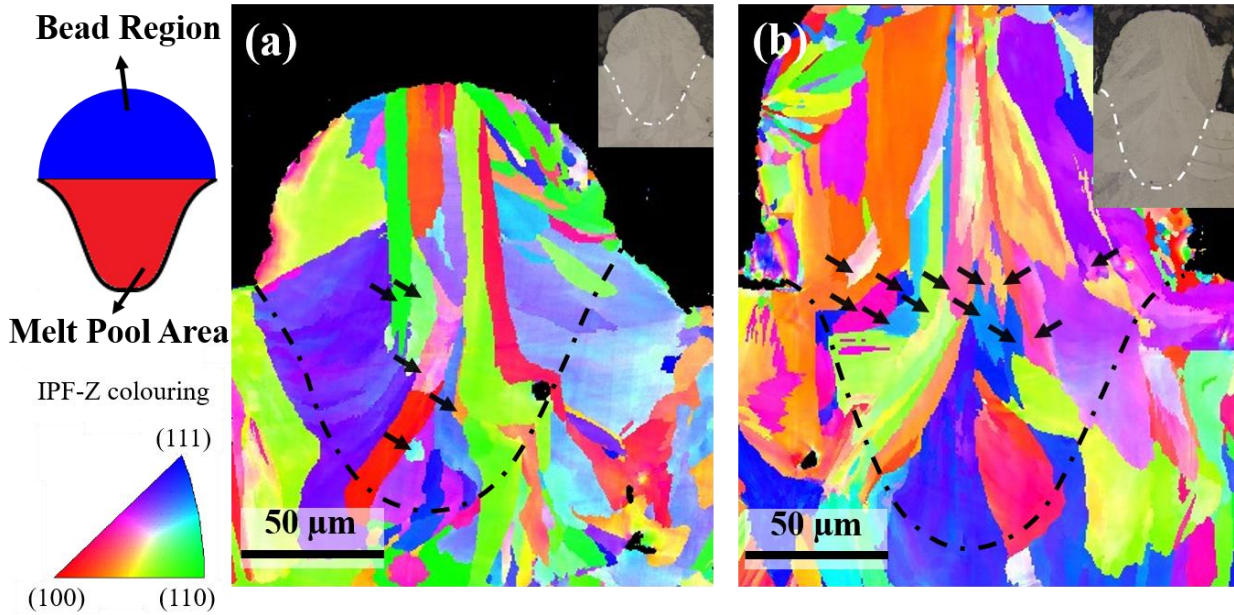 Bead Region
Melt Pool Area
IPF-Z colouring
(111)
(100)
(110)
(a)
50 µm
(b)
50 µm